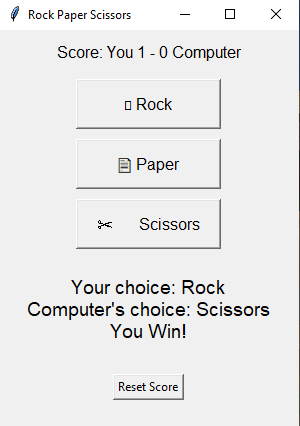 Rock Paper Scissors
Score: You 1 - 0 Computer
Rock
Paper
Scissors
Your choice: Rock
Computer's choice: Scissors
You Win!
Reset Score